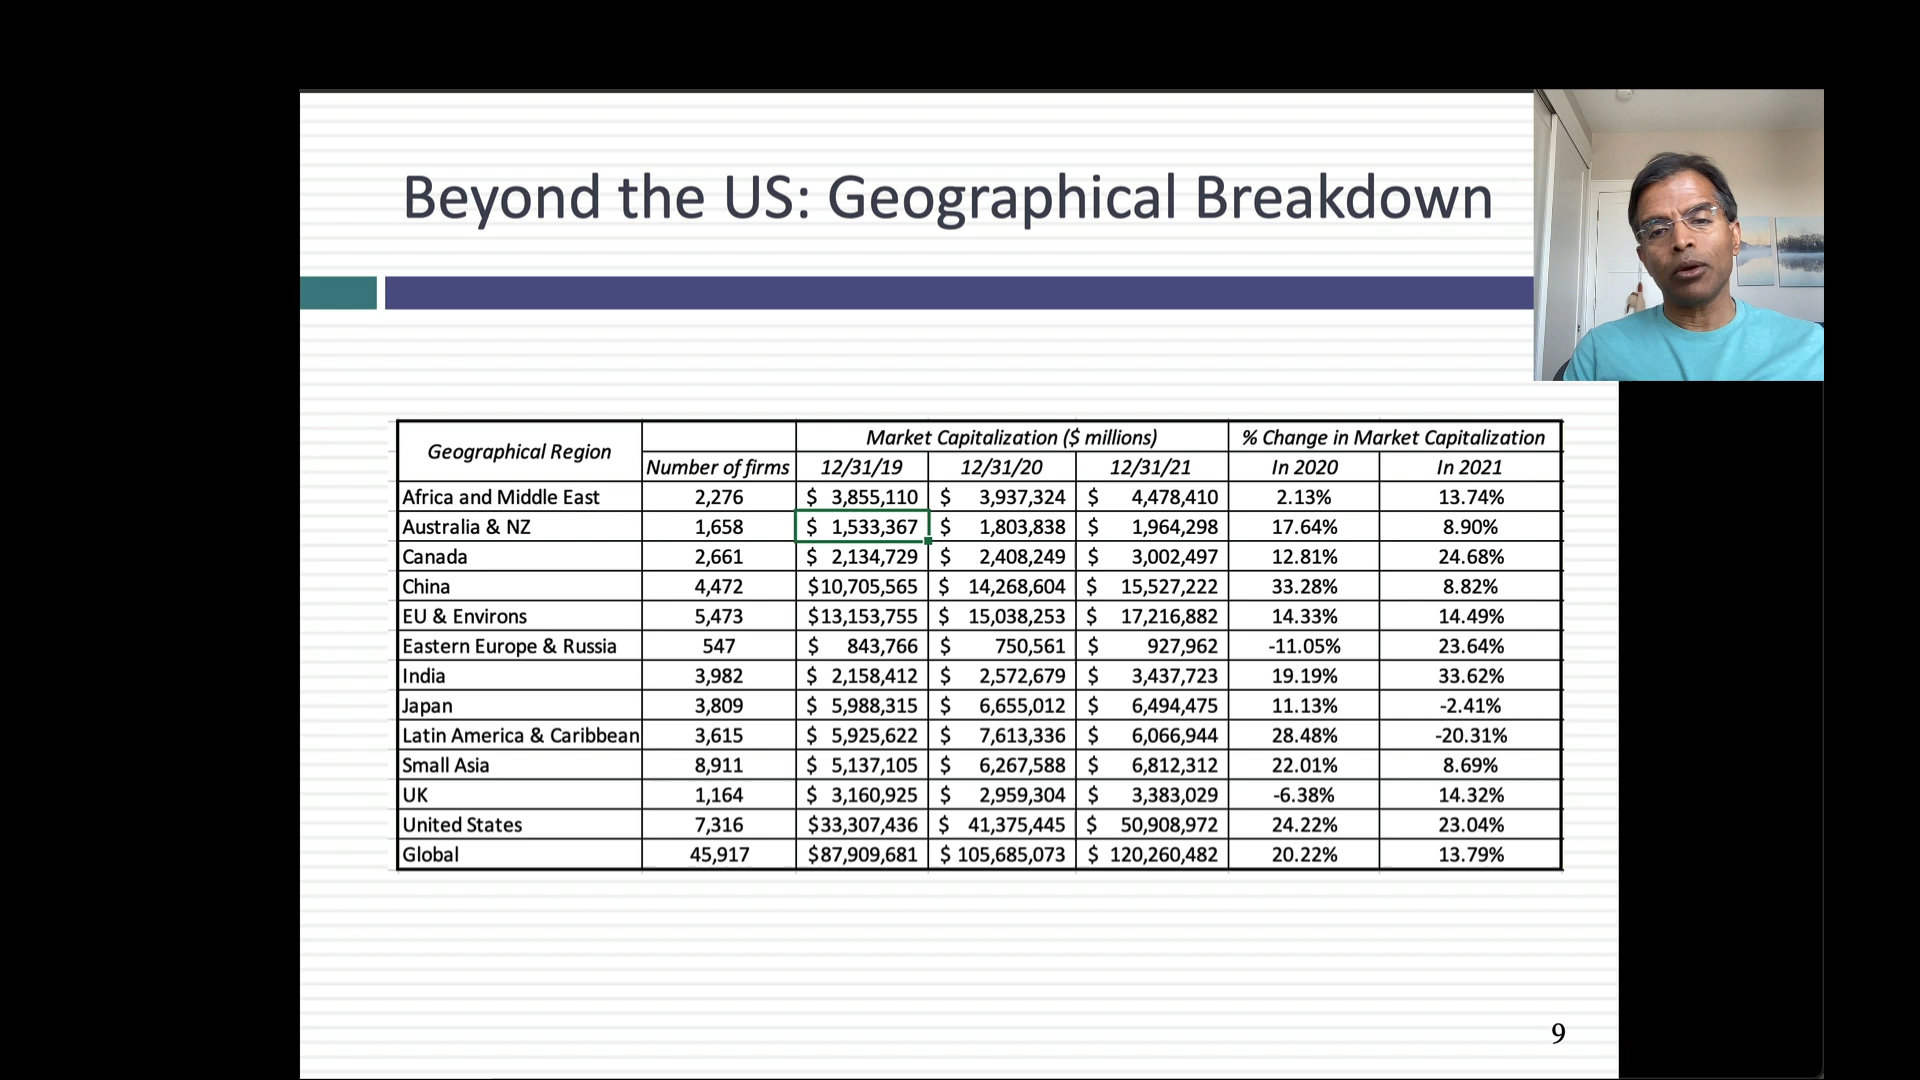 Beyond the US: Geographical Breakdown
Geographical Region Market Capitalization ($ millions) % Change in Market Capitalization
Number of firms 12/31/19 12/31/20 12/31/21 In 2020 In 2021
Africa and Middle East 2,276 $ 3,855,110 $ 3,937,324 $ 4,478,410 2.13% 13.74%
Australia & NZ 1,658 $ 1,533,367 $ 1,803,838 $ 1,964,298 17.64% 8.90%
Canada 2,661 $ 2,134,729 $ 2,408,249 $ 3,002,497 12.81% 24.68%
China 4,472 $10,705,565 $ 14,268,604 $ 15,527,222 33.28% 8.82%
EU & Environs 5,473 $13,153,755 $ 15,038,253 $ 17,216,882 14.33% 14.49%
Eastern Europe & Russia 547 $ 843,766 $ 750,561 $ 927,962 -11.05% 23.64%
India 3,982 $ 2,158,412 $ 2,572,679 $ 3,437,723 19.19% 33.62%
Japan 3,809 $ 5,988,315 $ 6,655,012 $ 6,494,475 11.13% -2.41%
Latin America & Caribbean 3,615 $ 5,925,622 $ 7,613,336 $ 6,066,944 28.48% -20.31%
Small Asia 8,911 $ 5,137,105 $ 6,267,588 $ 6,812,312 22.01% 8.69%
UK 1,164 $ 3,160,925 $ 2,959,304 $ 3,383,029 -6.38% 14.32%
United States 7,316 $33,307,436 $ 41,375,445 $ 50,908,972 24.22% 23.04%
Global 45,917 $87,909,681 $ 105,685,073 $ 120,260,482 20.22% 13.79%
9